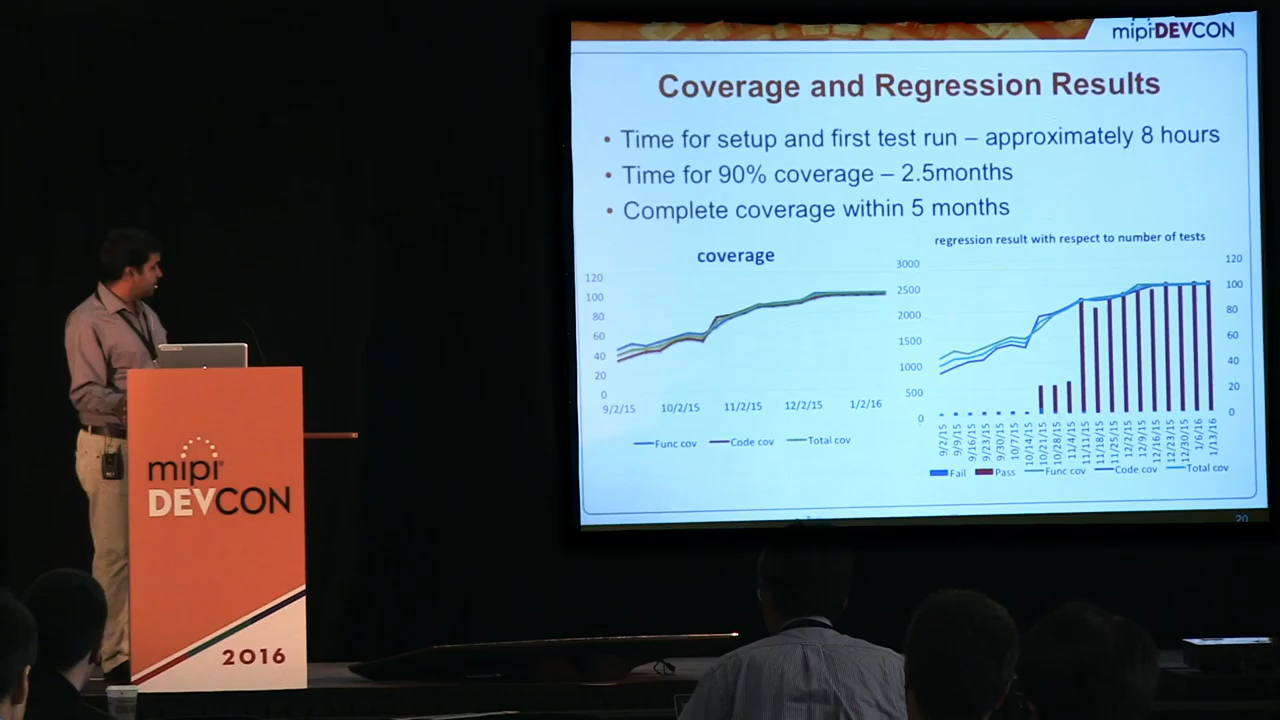 mipi DEVCON
Coverage and Regression Results
• Time for setup and first test run – approximately 8 hours
• Time for 90% coverage – 2.5months
• Complete coverage within 5 months
coverage
120
100
80
60
40
20
0
9/2/15 10/2/15 11/2/15 12/2/15 1/2/16
Func cov Code cov Total cov
regression result with respect to number of tests
3000
2500
2000
1500
1000
500
0
120
100
80
60
40
20
0
9/2/15 9/9/15 9/16/15 9/23/15 9/30/15 10/7/15 10/14/15 10/21/15 10/28/15 11/4/15 11/11/15 11/18/15 11/25/15 12/2/15 12/9/15 12/16/15 12/23/15 12/30/15 1/6/16 1/13/16
Fail Pass Func cov Code cov Total cov
20
mipi
DEVCON
2016